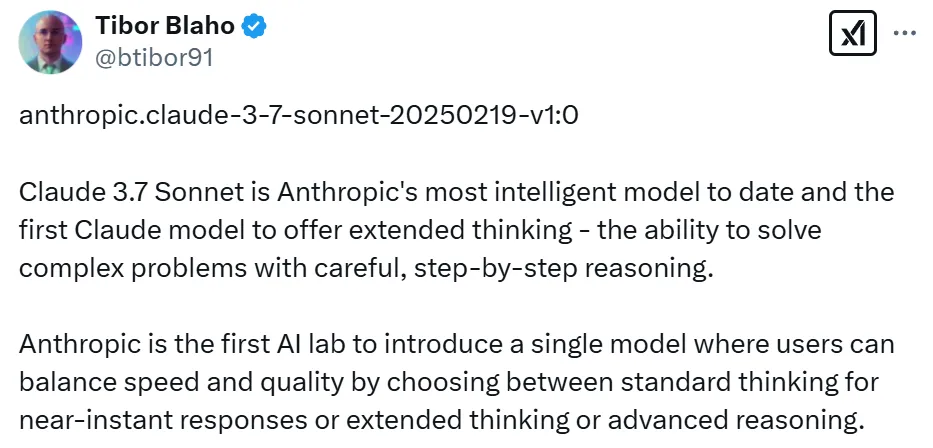 Tibor Blaho
@btibor91
anthropic.claude-3-7-sonnet-20250219-v1:0
Claude 3.7 Sonnet is Anthropic's most intelligent model to date and the
first Claude model to offer extended thinking - the ability to solve
complex problems with careful, step-by-step reasoning.
Anthropic is the first AI lab to introduce a single model where users can
balance speed and quality by choosing between standard thinking for
near-instant responses or extended thinking or advanced reasoning.